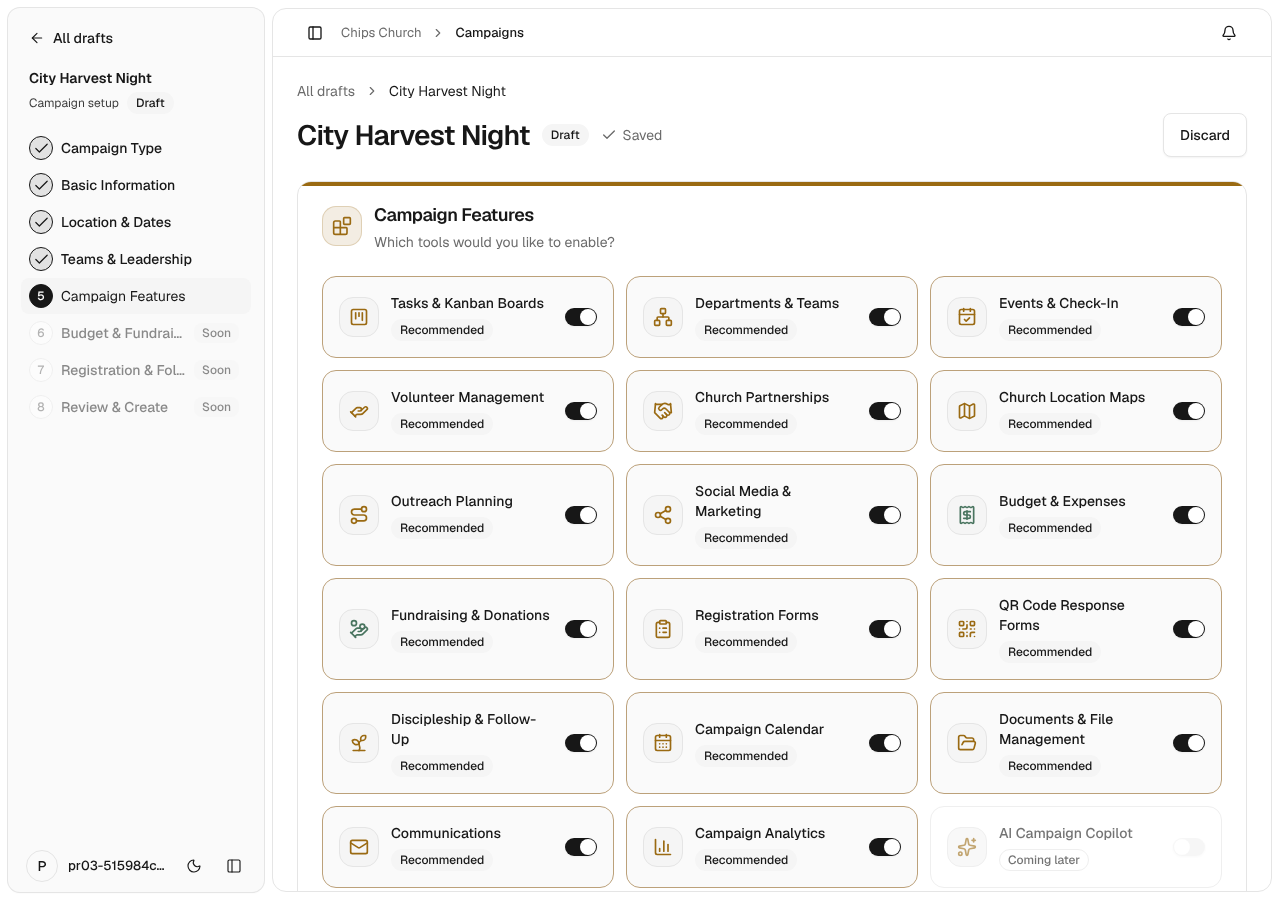 All drafts
City Harvest Night
Campaign setup Draft
Campaign Type
Basic Information
Location & Dates
Teams & Leadership
5 Campaign Features
6 Budget & Fundrai... Soon
7 Registration & Fol... Soon
8 Review & Create Soon
P pr03-515984c...
Chips Church > Campaigns
All drafts > City Harvest Night
City Harvest Night Draft Saved
Discard
Campaign Features
Which tools would you like to enable?
Tasks & Kanban Boards
Recommended
Departments & Teams
Recommended
Events & Check-In
Recommended
Volunteer Management
Recommended
Church Partnerships
Recommended
Church Location Maps
Recommended
Outreach Planning
Recommended
Social Media &
Marketing
Recommended
Budget & Expenses
Recommended
Fundraising & Donations
Recommended
Registration Forms
Recommended
QR Code Response
Forms
Recommended
Discipleship & Follow-
Up
Recommended
Campaign Calendar
Recommended
Documents & File
Management
Recommended
Communications
Recommended
Campaign Analytics
Recommended
AI Campaign Copilot
Coming later